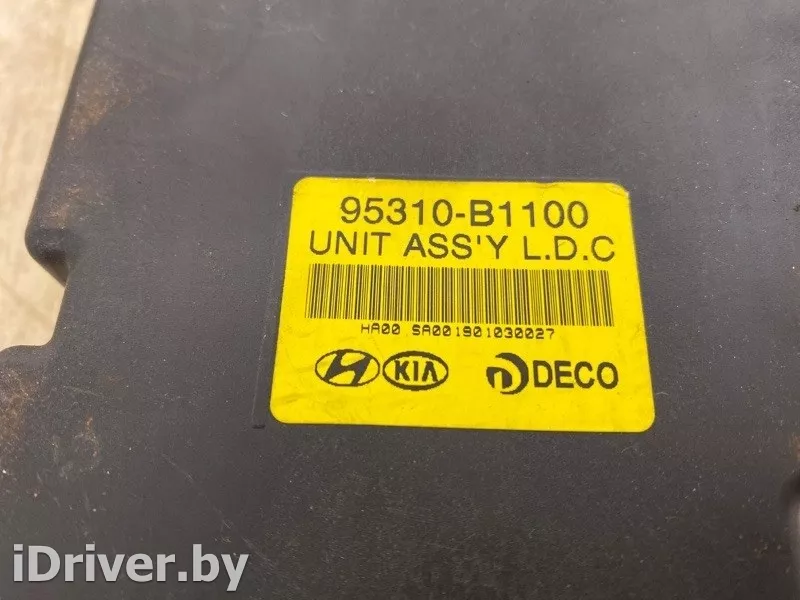 95310-B1100
UNIT ASS'Y L.D.C
HA00 SA001901030027
KIA DECO
iDriver.by